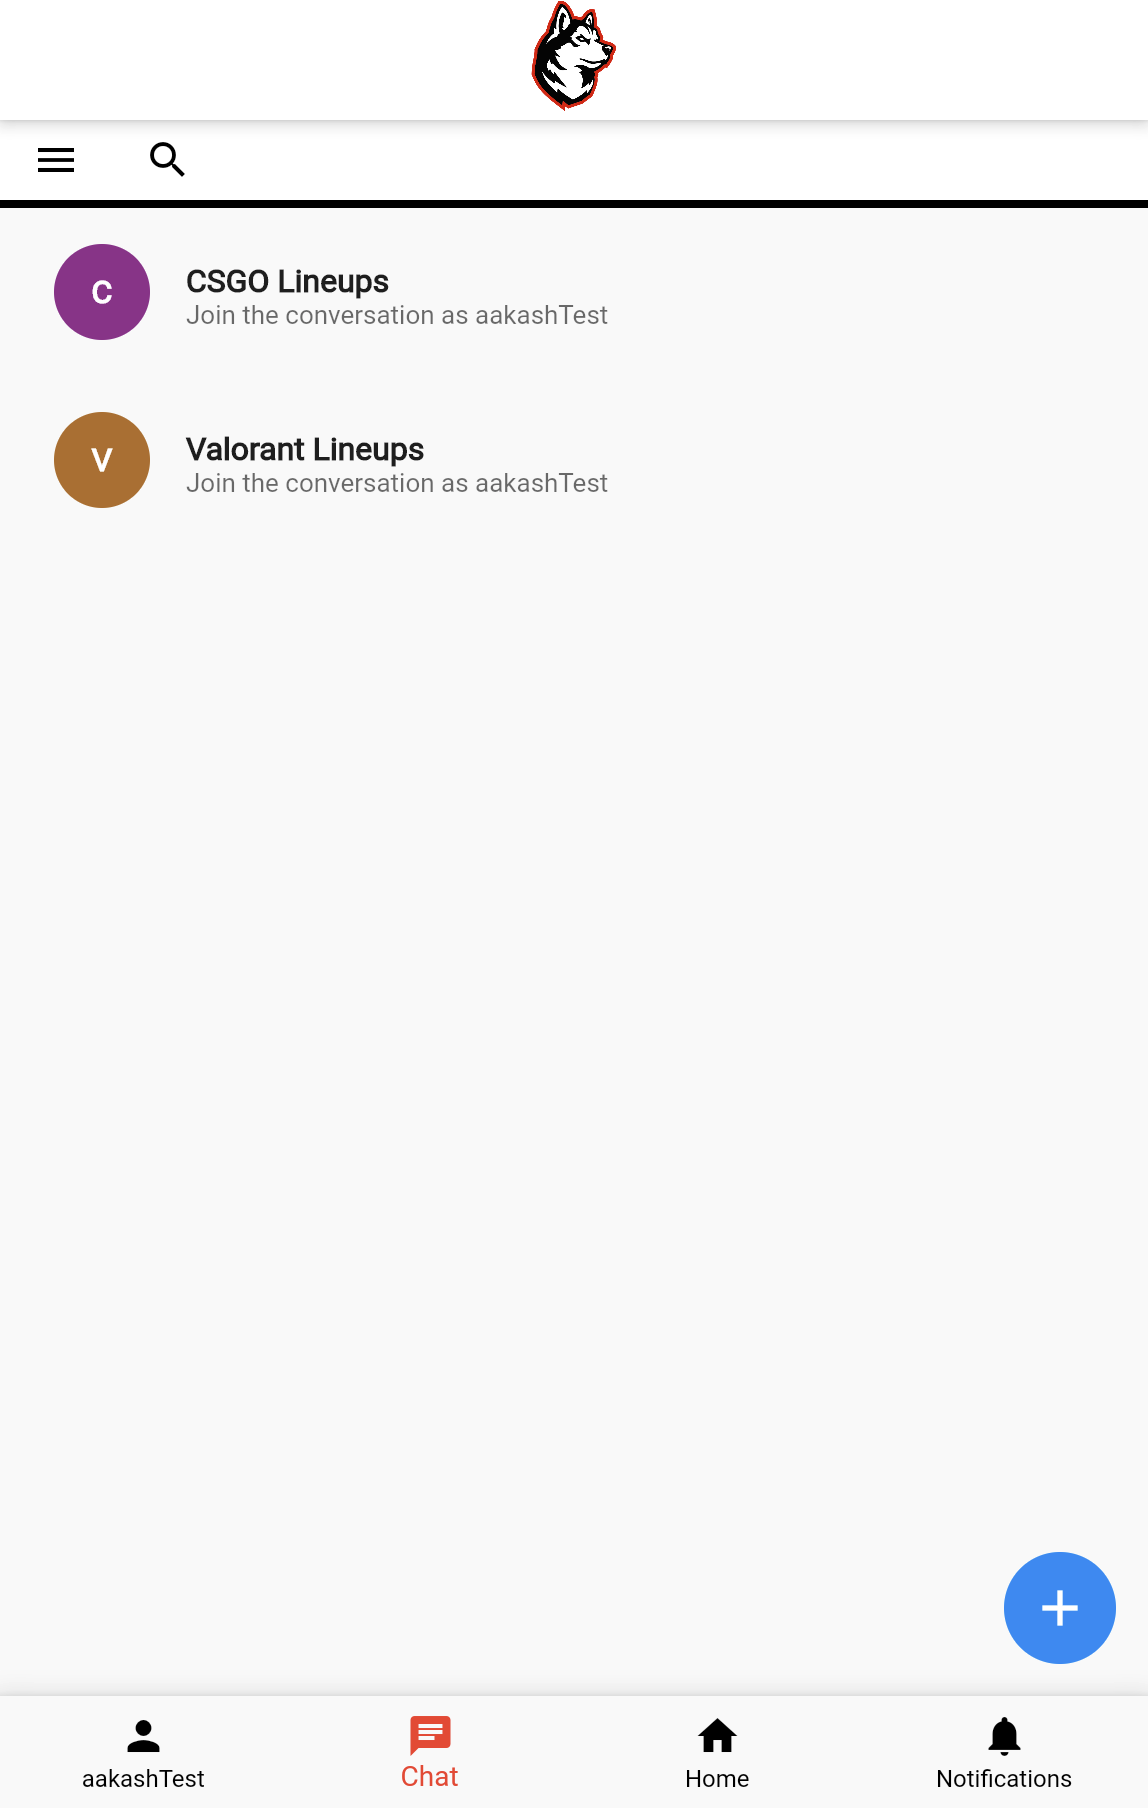 C
CSGO Lineups
Join the conversation as aakashTest
V
Valorant Lineups
Join the conversation as aakashTest
aakashTest
Chat
Home
Notifications